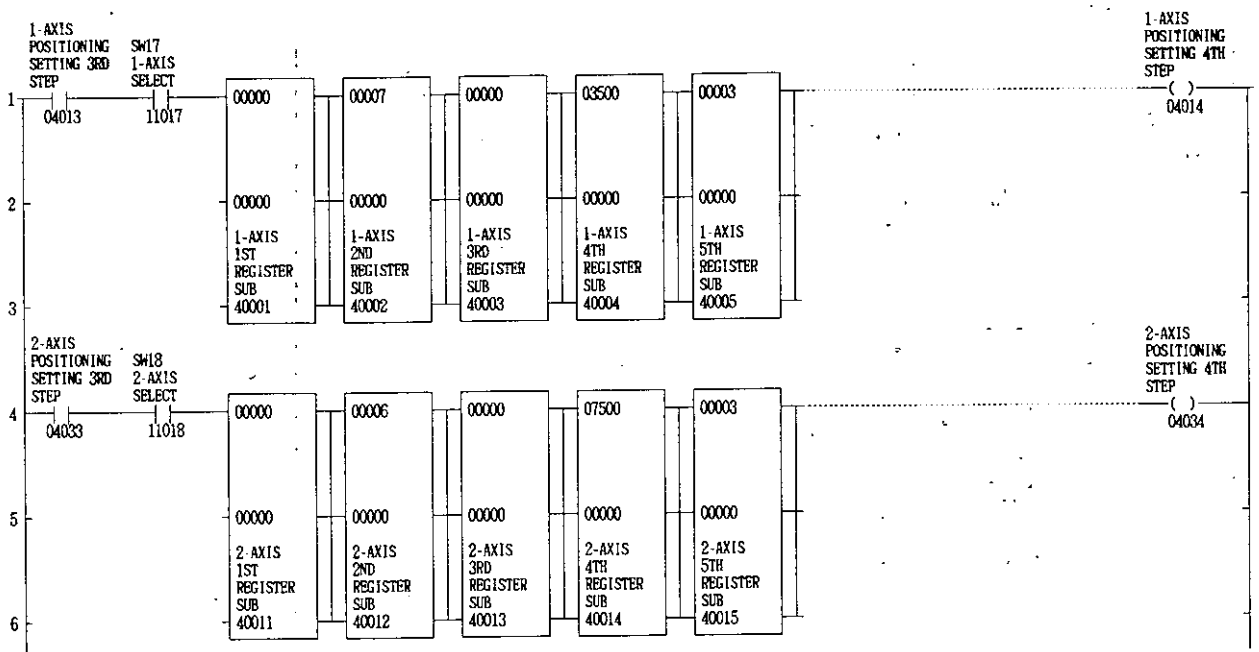 1-AXIS
POSITIONING
SETTING 3RD
STEP
SW17
1-AXIS
SELECT
1-AXIS
POSITIONING
SETTING 4TH
STEP
1
04013
11017
00000
00007
00000
03500
00003
( )
04014
2
00000
00000
00000
00000
00000
1-AXIS
1ST
REGISTER
SUB
40001
1-AXIS
2ND
REGISTER
SUB
40002
1-AXIS
3RD
REGISTER
SUB
40003
1-AXIS
4TH
REGISTER
SUB
40004
1-AXIS
5TH
REGISTER
SUB
40005
3
2-AXIS
POSITIONING
SETTING 3RD
STEP
SW18
2-AXIS
SELECT
2-AXIS
POSITIONING
SETTING 4TH
STEP
4
04033
11018
00000
00006
00000
07500
00003
( )
04034
5
00000
00000
00000
00000
00000
2-AXIS
1ST
REGISTER
SUB
40011
2-AXIS
2ND
REGISTER
SUB
40012
2-AXIS
3RD
REGISTER
SUB
40013
2-AXIS
4TH
REGISTER
SUB
40014
2-AXIS
5TH
REGISTER
SUB
40015
6